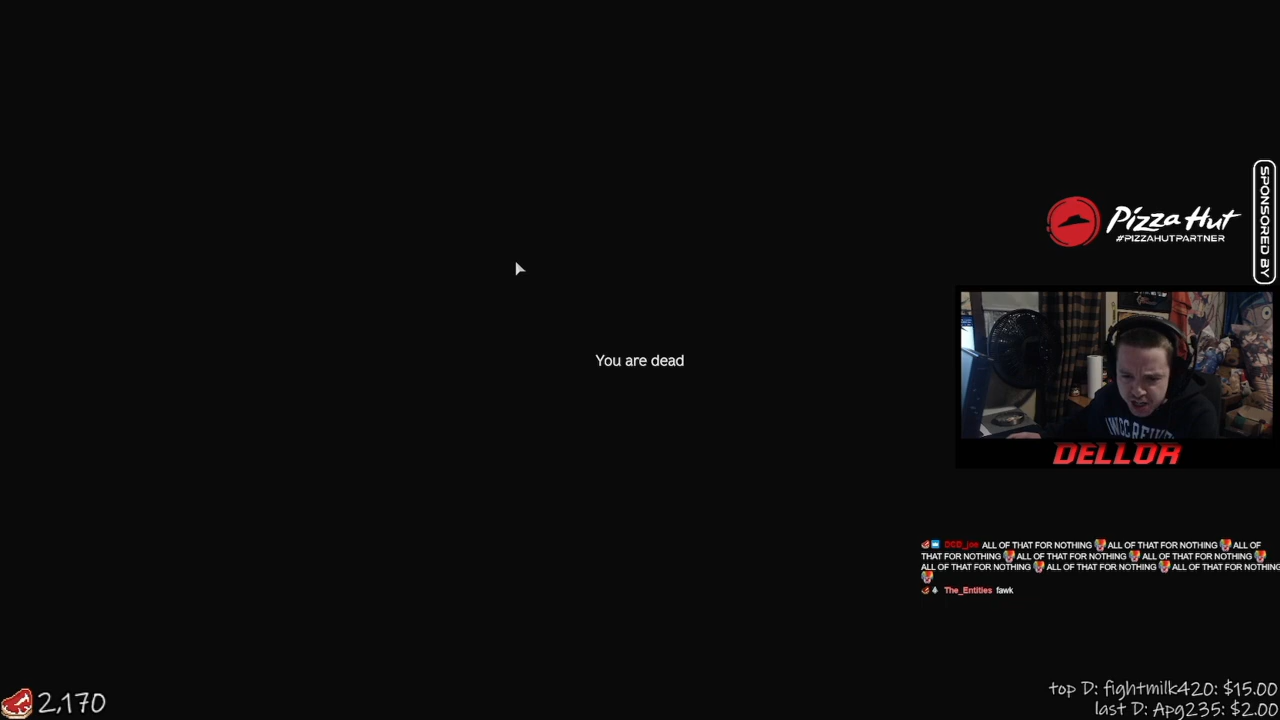 SPONSORED BY
Pizza Hut
#PIZZAHUTPARTNER
You are dead
DELLOR
DCD_joe ALL OF THAT FOR NOTHING ALL OF THAT FOR NOTHING ALL OF
THAT FOR NOTHING ALL OF THAT FOR NOTHING ALL OF THAT FOR NOTHING
ALL OF THAT FOR NOTHING ALL OF THAT FOR NOTHING ALL OF THAT FOR NOTHING
The_Entities fawk
2,170
top D: fightmilk420: $15.00
last D: Apg235: $2.00